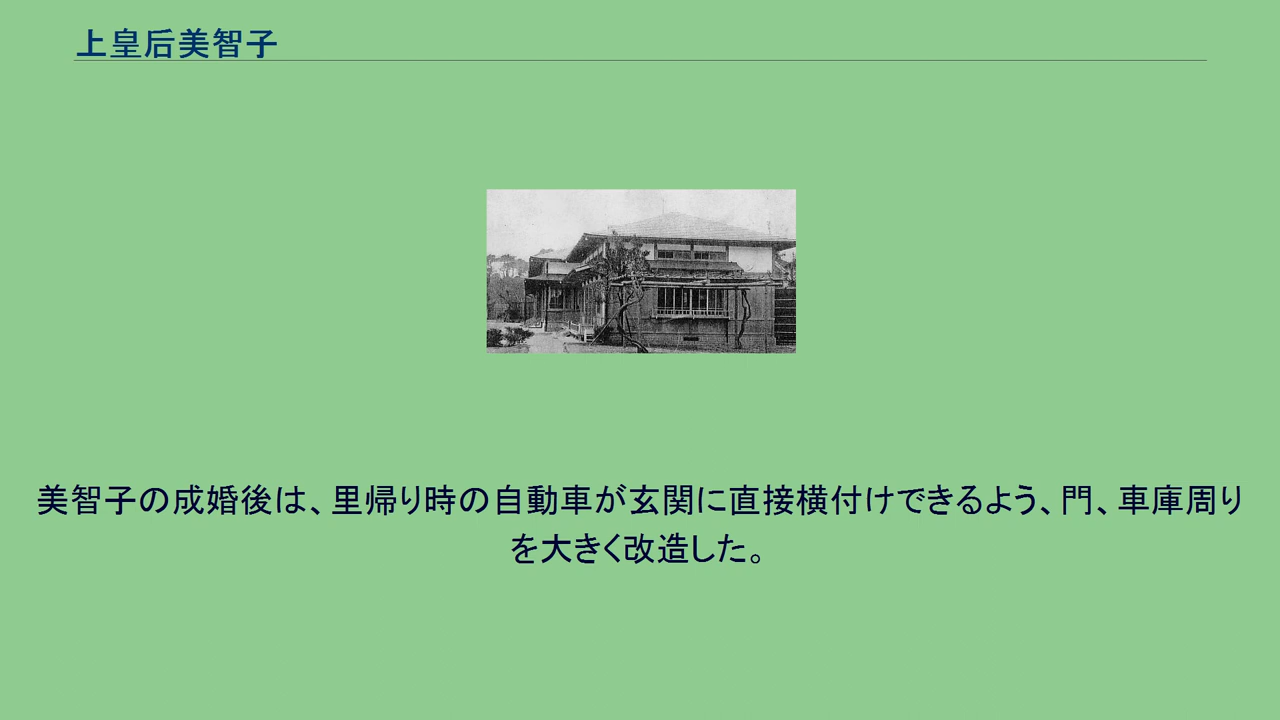 上皇后美智子
美智子の成婚後は、里帰り時の自動車が玄関に直接横付けできるよう、門、車庫周り
を大きく改造した。